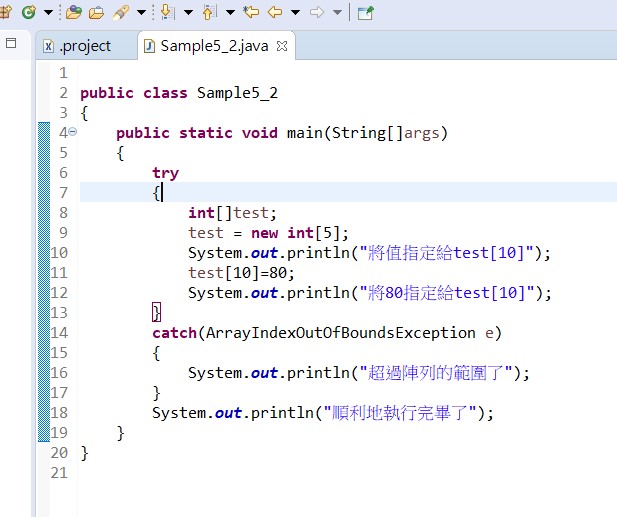 .project
Sample5_2.java
1
2 public class Sample5_2
3 {
4 public static void main(String[]args)
5 {
6 try
7 {
8 int[]test;
9 test = new int[5];
10 System.out.println("將值指定給test[10]");
11 test[10]=80;
12 System.out.println("將80指定給test[10]");
13 }
14 catch(ArrayIndexOutOfBoundsException e)
15 {
16 System.out.println("超過陣列的範圍了");
17 }
18 System.out.println("順利地執行完畢了");
19 }
20 }
21